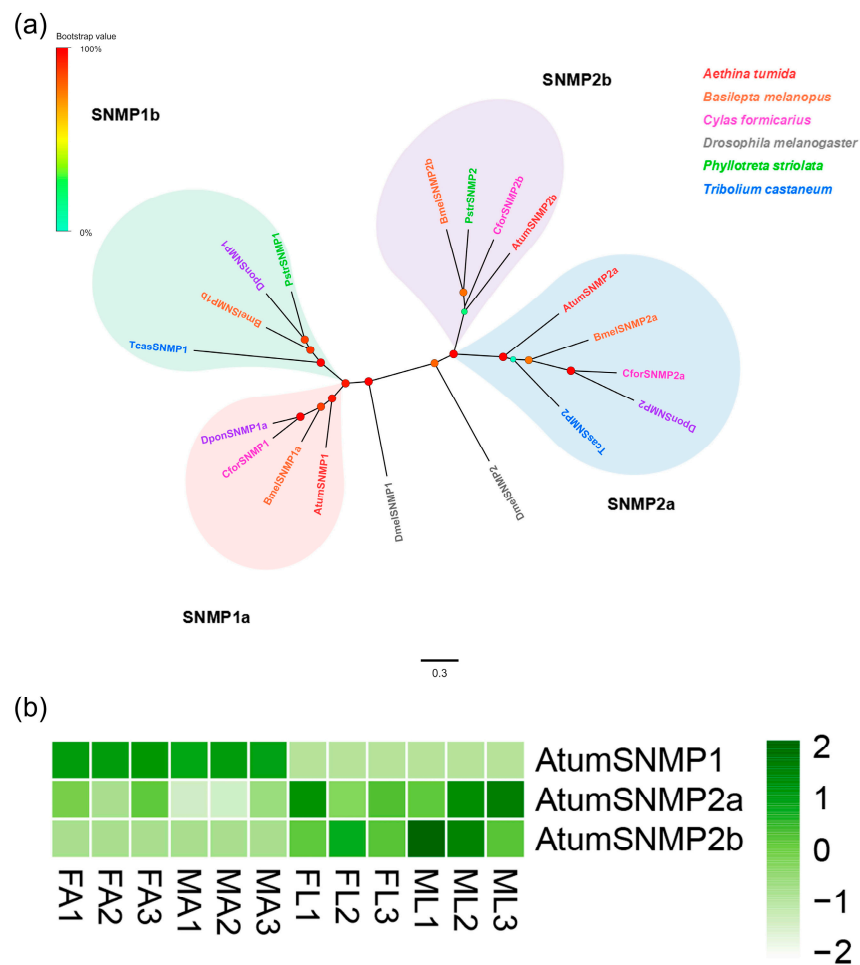 (a)
Bootstrap value
100%
0%
SNMP1b
SNMP2b
Aethina tumida
Basilepta melanopus
Cylas formicarius
Drosophila melanogaster
Phyllotreta striolata
Tribolium castaneum
BmelSNMP2b
PstrSNMP2
CforSNMP2b
AtumSNMP2a
DponSNMP1
PstrSNMP1
BmelSNMP1b
TcasSNMP1
AtumSNMP2a
BmelSNMP2a
CforSNMP2a
DponSNMP2
TcasSNMP2
DponSNMP1a
CforSNMP1
BmelSNMP1a
AtumSNMP1
DmelSNMP1
DmelSNMP2
SNMP2a
SNMP1a
0.3
(b)
AtumSNMP1
AtumSNMP2a
AtumSNMP2b
FA1 FA2 FA3 MA1 MA2 MA3 FL1 FL2 FL3 ML1 ML2 ML3
2
1
0
−1
−2